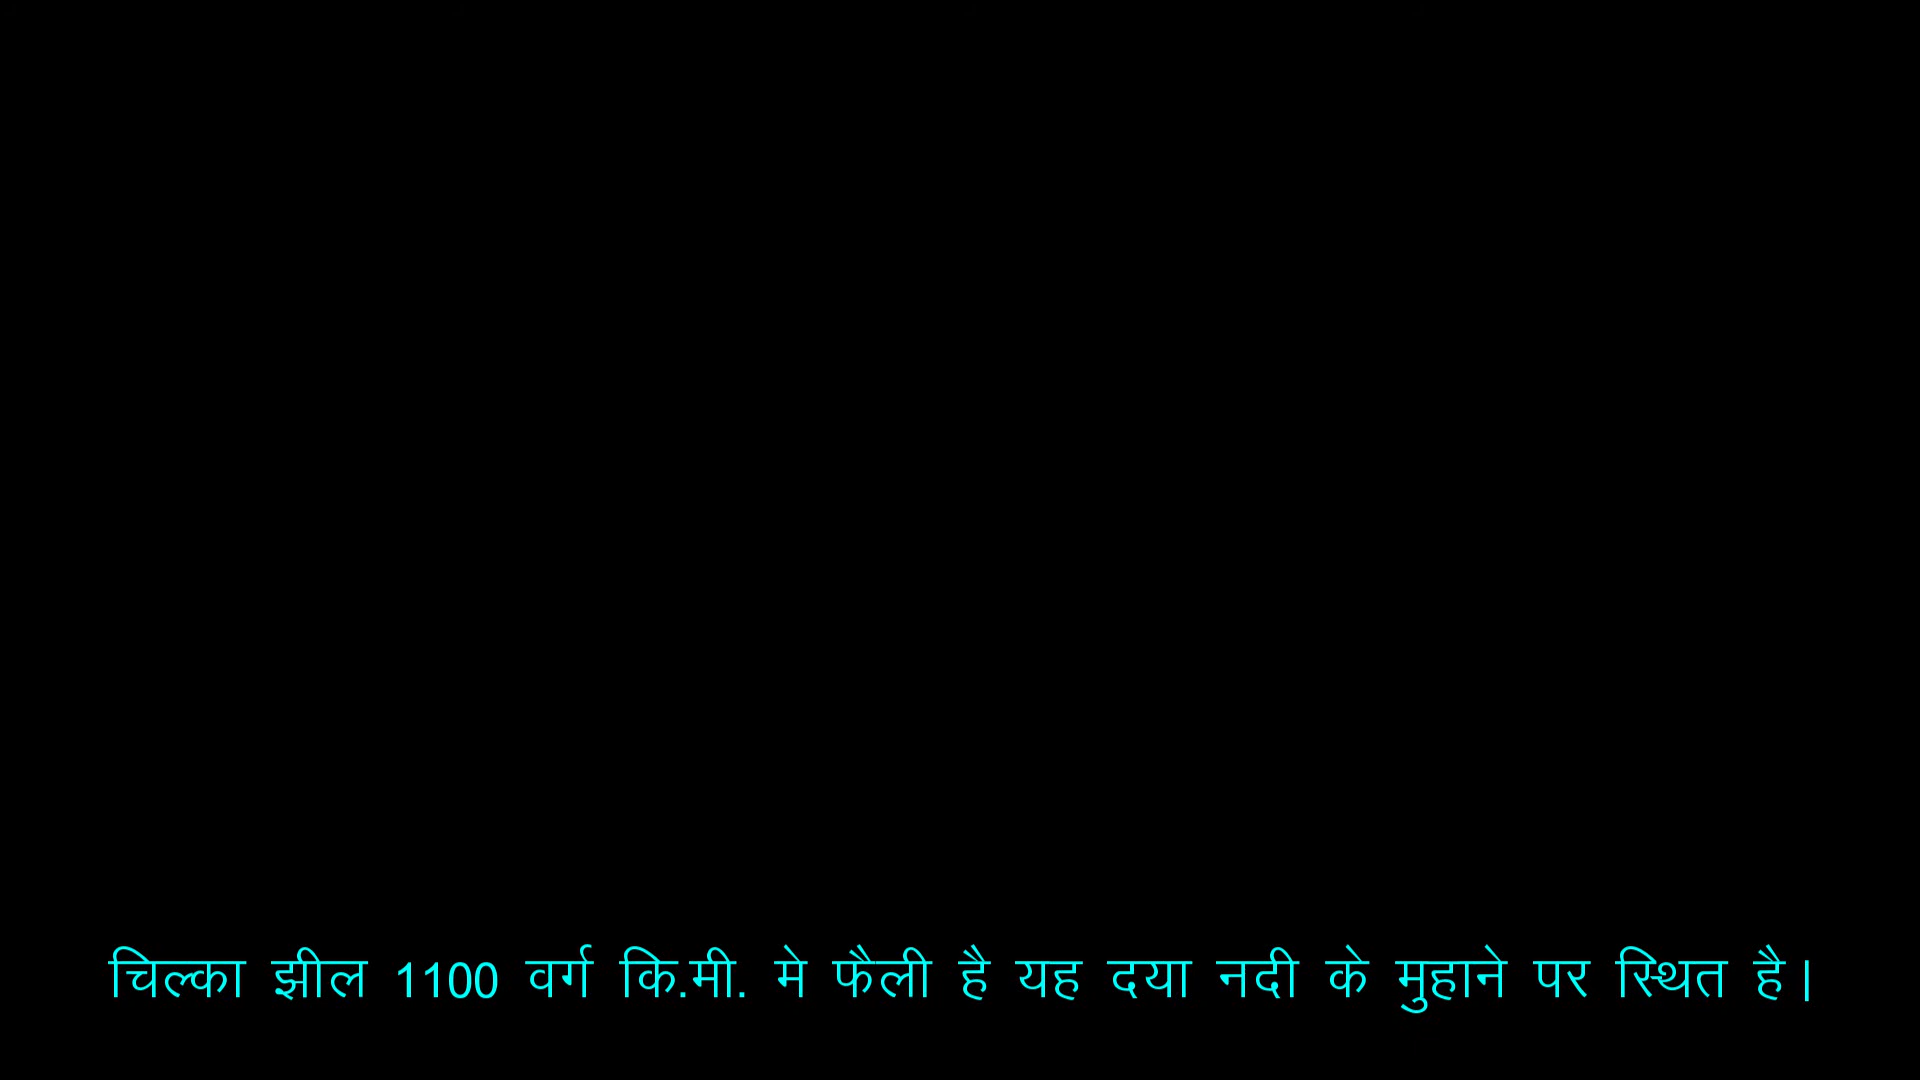 चिल्का झील 1100 वर्ग कि.मी. मे फैली है यह दया नदी के मुहाने पर स्थित है।